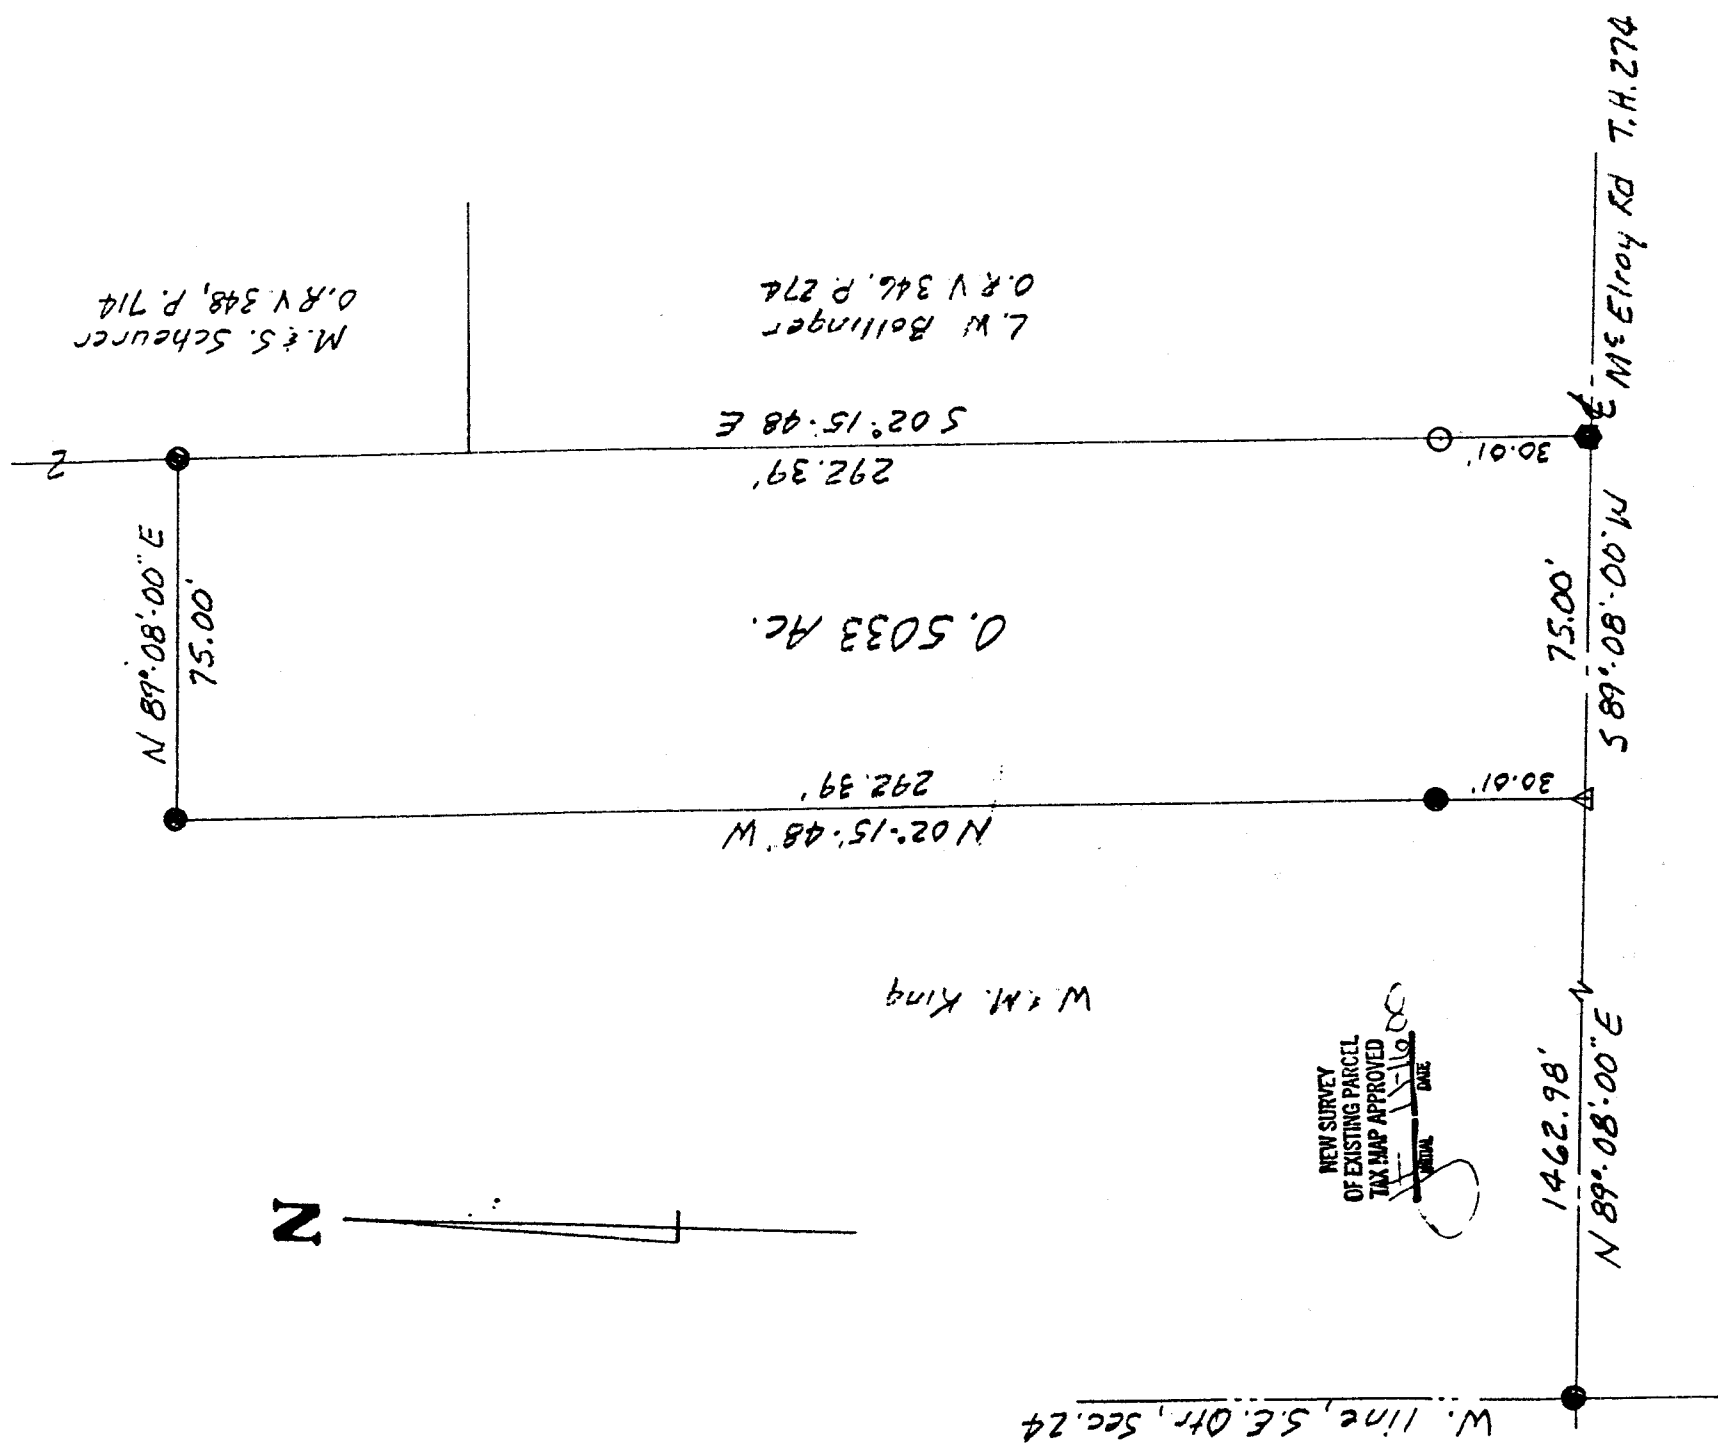 M. & S. Scheurer
O.R V. 348, P. 714
L. W Bollinger
O.R V 346, P. 274
N 89°-08'-00" E
75.00'
S 02°-15'-48 E
292.39'
30.01'
0.5033 Ac.
292.39'
N 02°-15'-48" W
30.01'
W & M. King
75.00'
S 89°-08'-00" W
McElroy Rd T.H. 274
1462.98'
N 89°-08'-00" E
W. line, S.E. Qtr., Sec. 24
N
NEW SURVEY
OF EXISTING PARCEL
TAX MAP APPROVED
INITIAL DATE